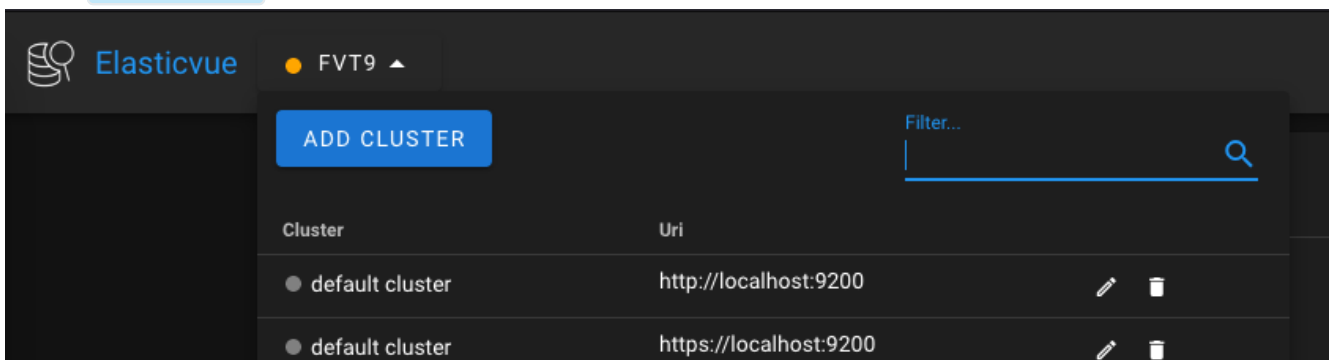 Elasticvue FVT9
ADD CLUSTER
Filter...
Cluster Uri
default cluster http://localhost:9200
default cluster https://localhost:9200